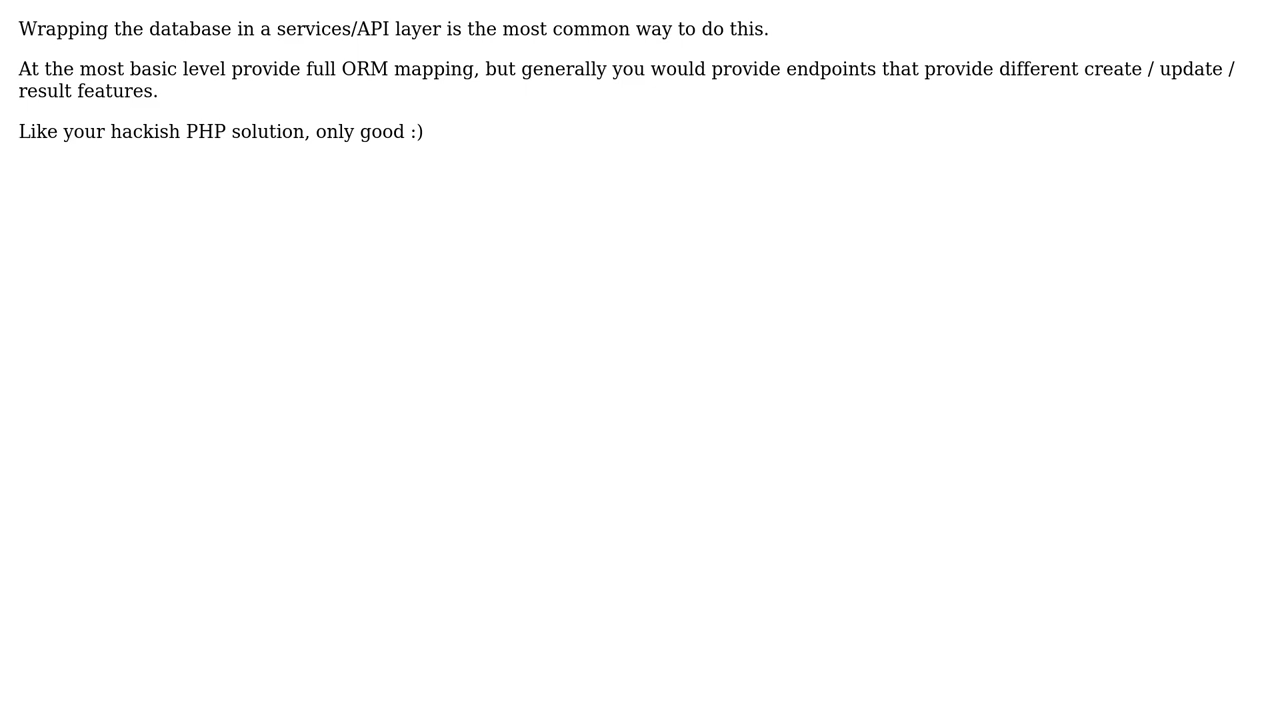 Wrapping the database in a services/API layer is the most common way to do this.
At the most basic level provide full ORM mapping, but generally you would provide endpoints that provide different create / update /
result features.
Like your hackish PHP solution, only good :)